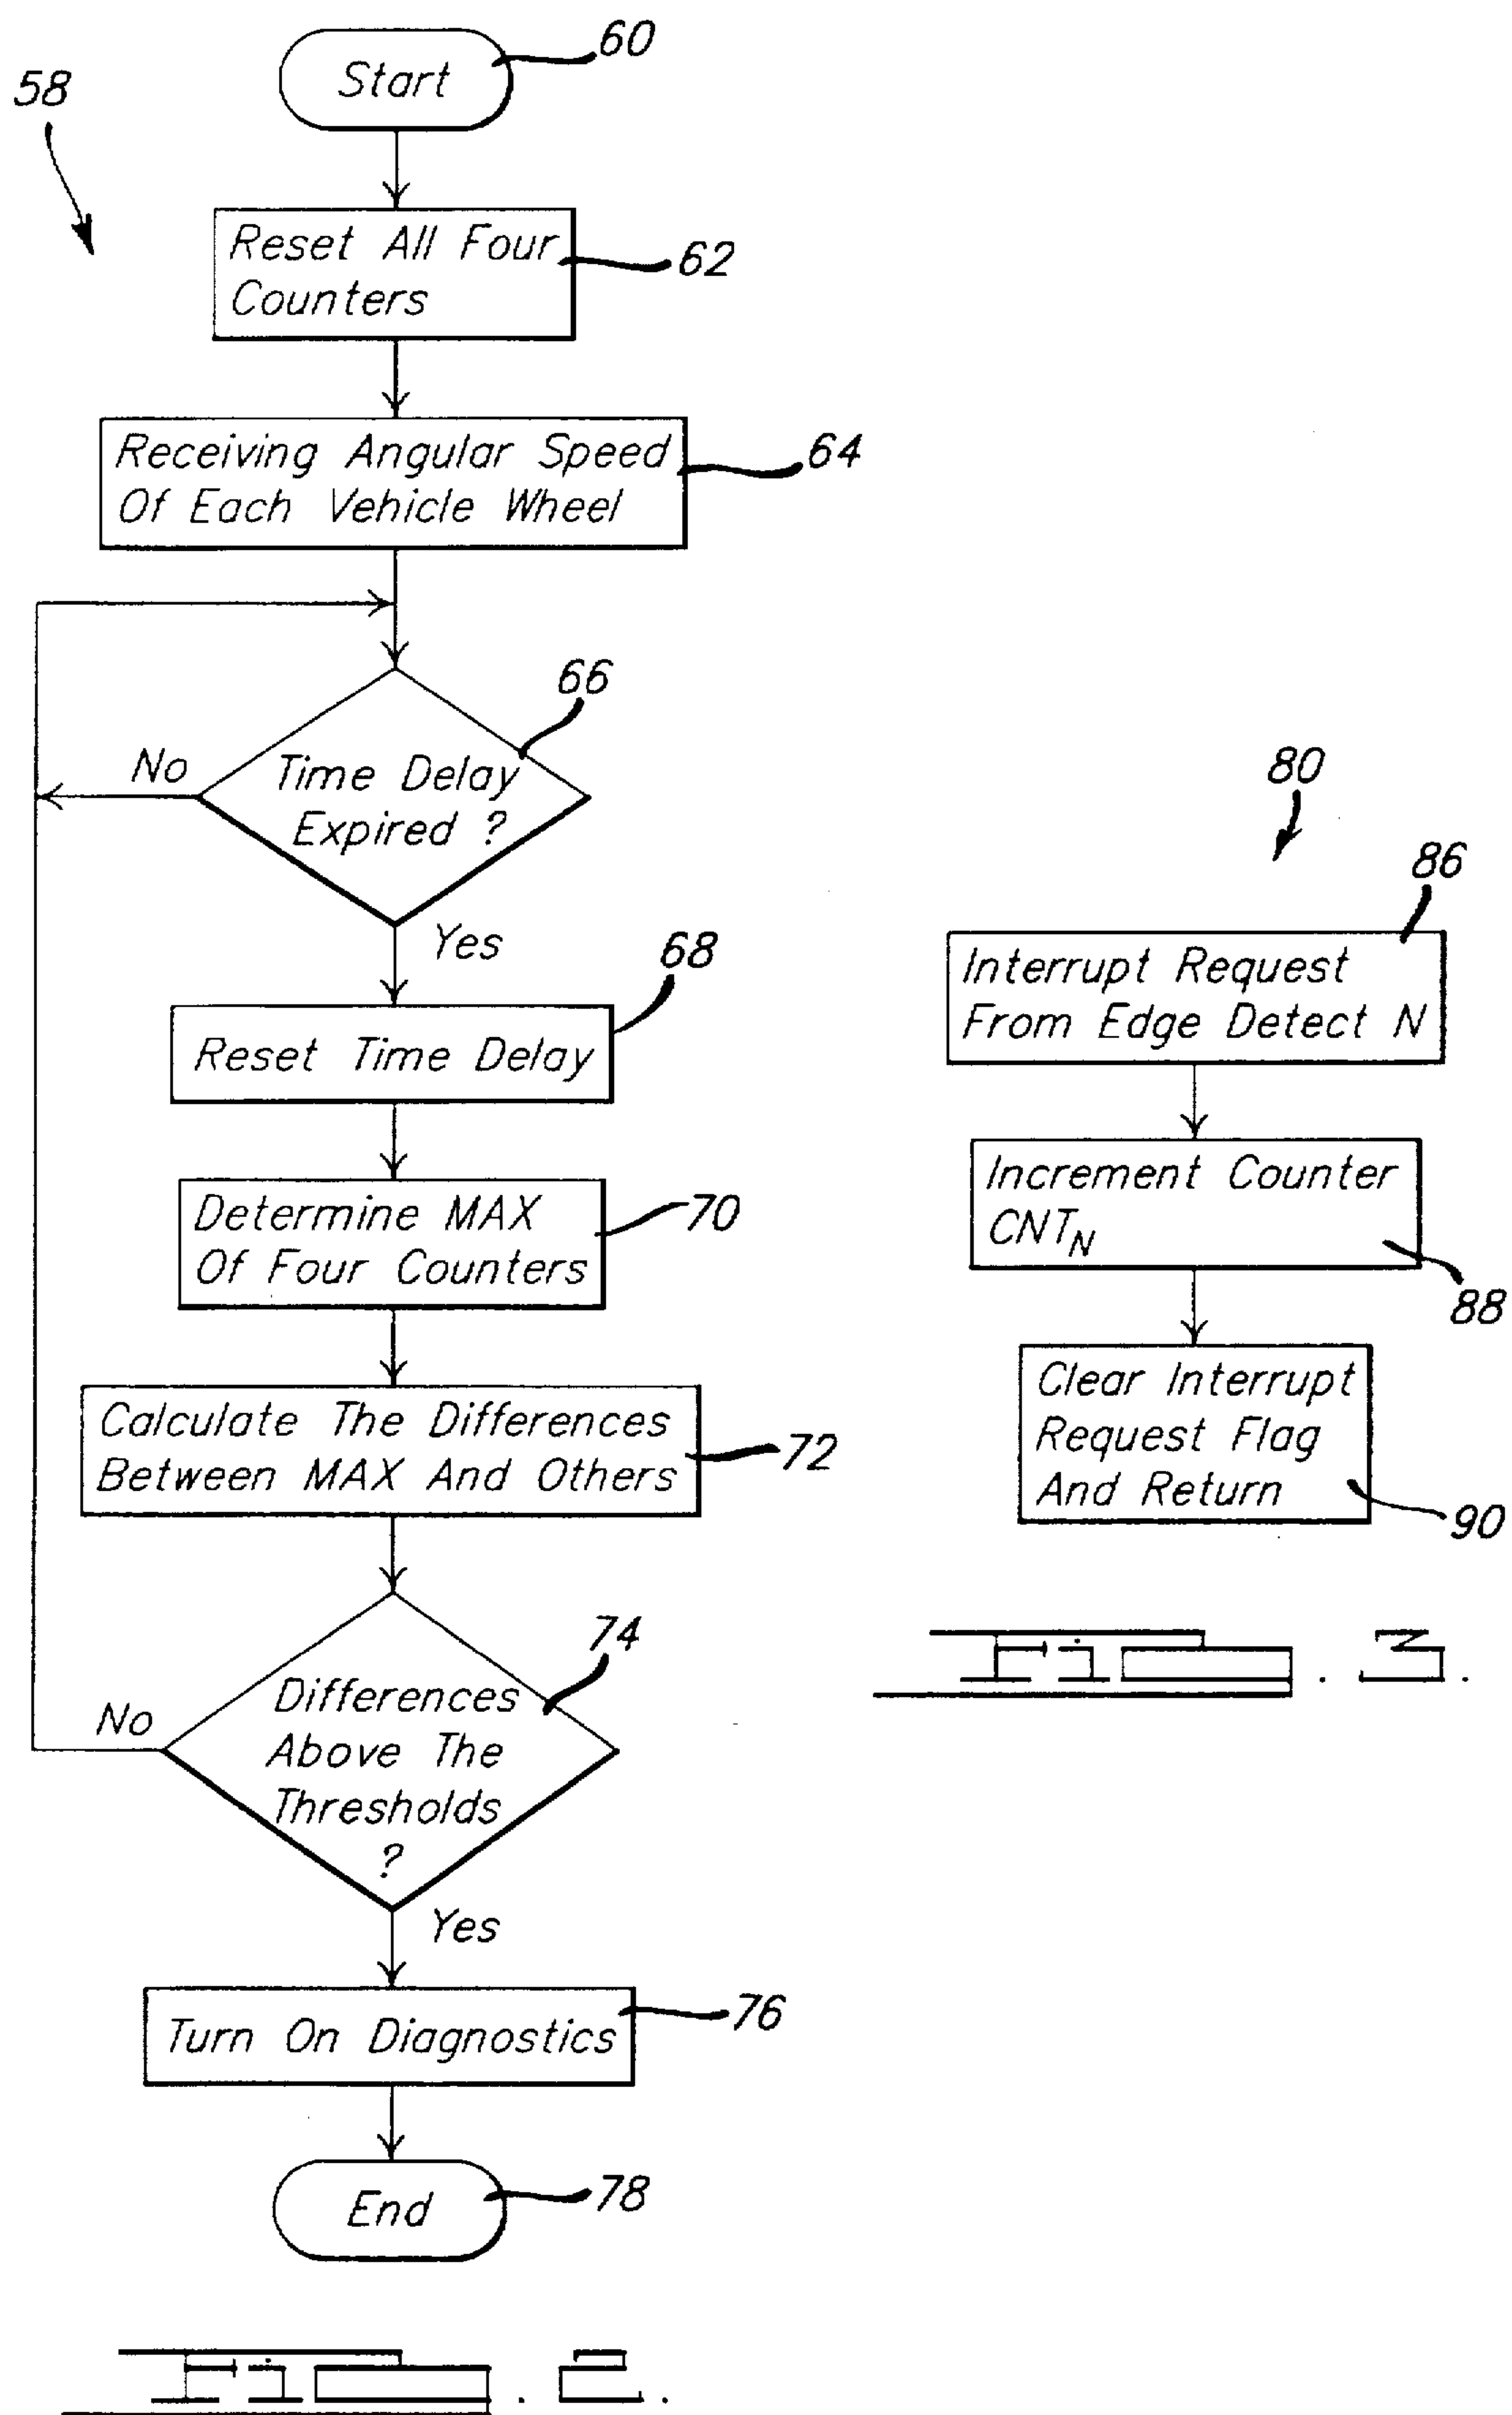 58
60
Start
Reset All Four
Counters
62
Receiving Angular Speed
Of Each Vehicle Wheel
64
66
Time Delay
Expired ?
No
Yes
68
Reset Time Delay
Determine MAX
Of Four Counters
70
Calculate The Differences
Between MAX And Others
72
74
Differences
Above The
Thresholds
?
No
Yes
Turn On Diagnostics
76
End
78
Fig. 2.
80
86
Interrupt Request
From Edge Detect N
Increment Counter
CNT_N
88
Clear Interrupt
Request Flag
And Return
90
Fig. 3.